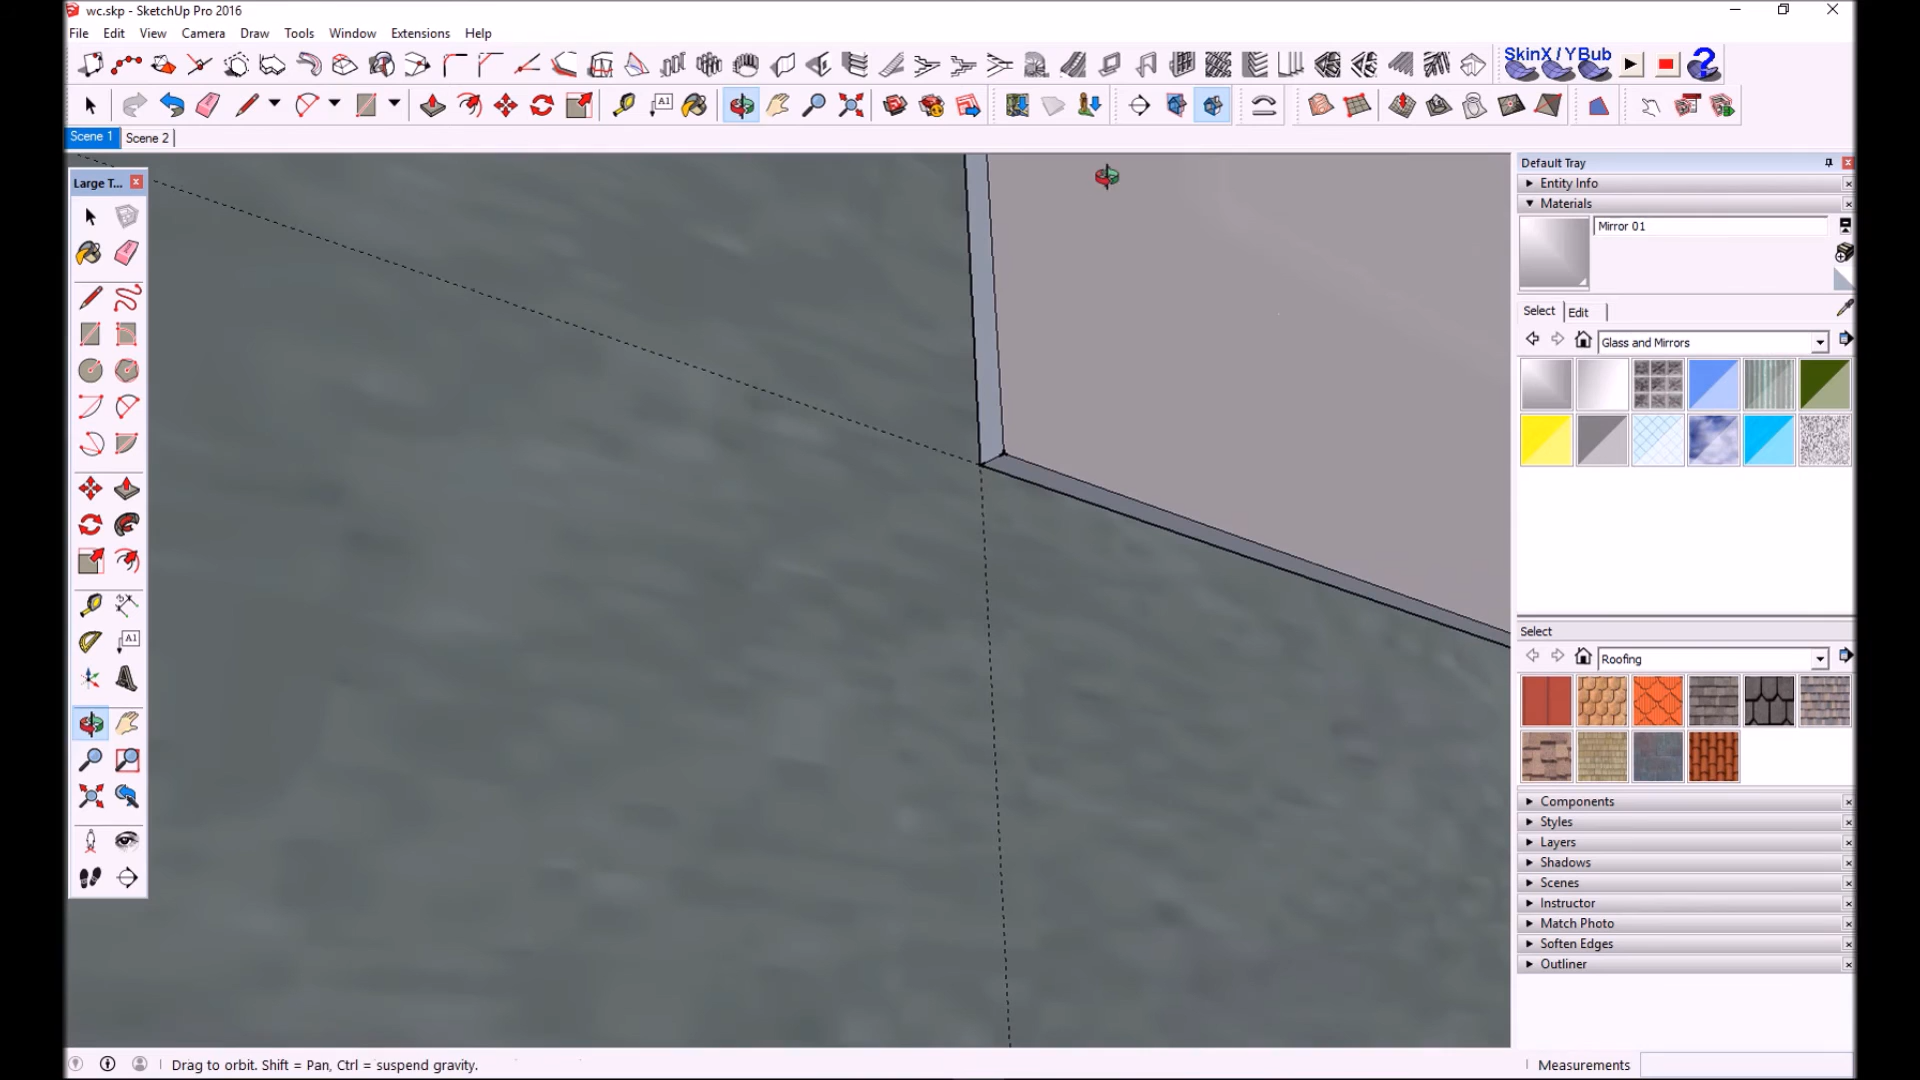 wc.skp - SketchUp Pro 2016
File Edit View Camera Draw Tools Window Extensions Help
SkinX / YBub
?
A1
Scene 1 Scene 2
Large T...
A1
Default Tray
Entity Info
Materials
Mirror 01
Select Edit
Glass and Mirrors
Select
Roofing
Components
Styles
Layers
Shadows
Scenes
Instructor
Match Photo
Soften Edges
Outliner
Drag to orbit. Shift = Pan, Ctrl = suspend gravity.
Measurements